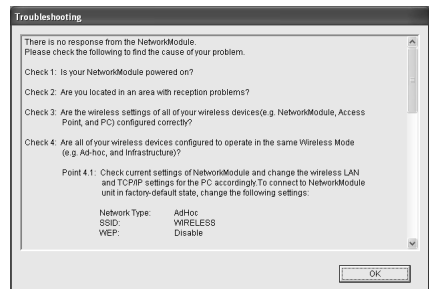 Troubleshooting
There is no response from the NetworkModule.
Please check the following to find the cause of your problem.
Check 1: Is your NetworkModule powered on?
Check 2: Are you located in an area with reception problems?
Check 3: Are the wireless settings of all of your wireless devices(e.g. NetworkModule, Access
Point, and PC) configured correctly?
Check 4: Are all of your wireless devices configured to operate in the same Wireless Mode
(e.g. Ad-hoc, and Infrastructure)?
Point 4.1: Check current settings of NetworkModule and change the wireless LAN
and TCP/IP settings for the PC accordingly.To connect to NetworkModule
unit in factory-default state, change the following settings:
Network Type: AdHoc
SSID: WIRELESS
WEP: Disable
OK